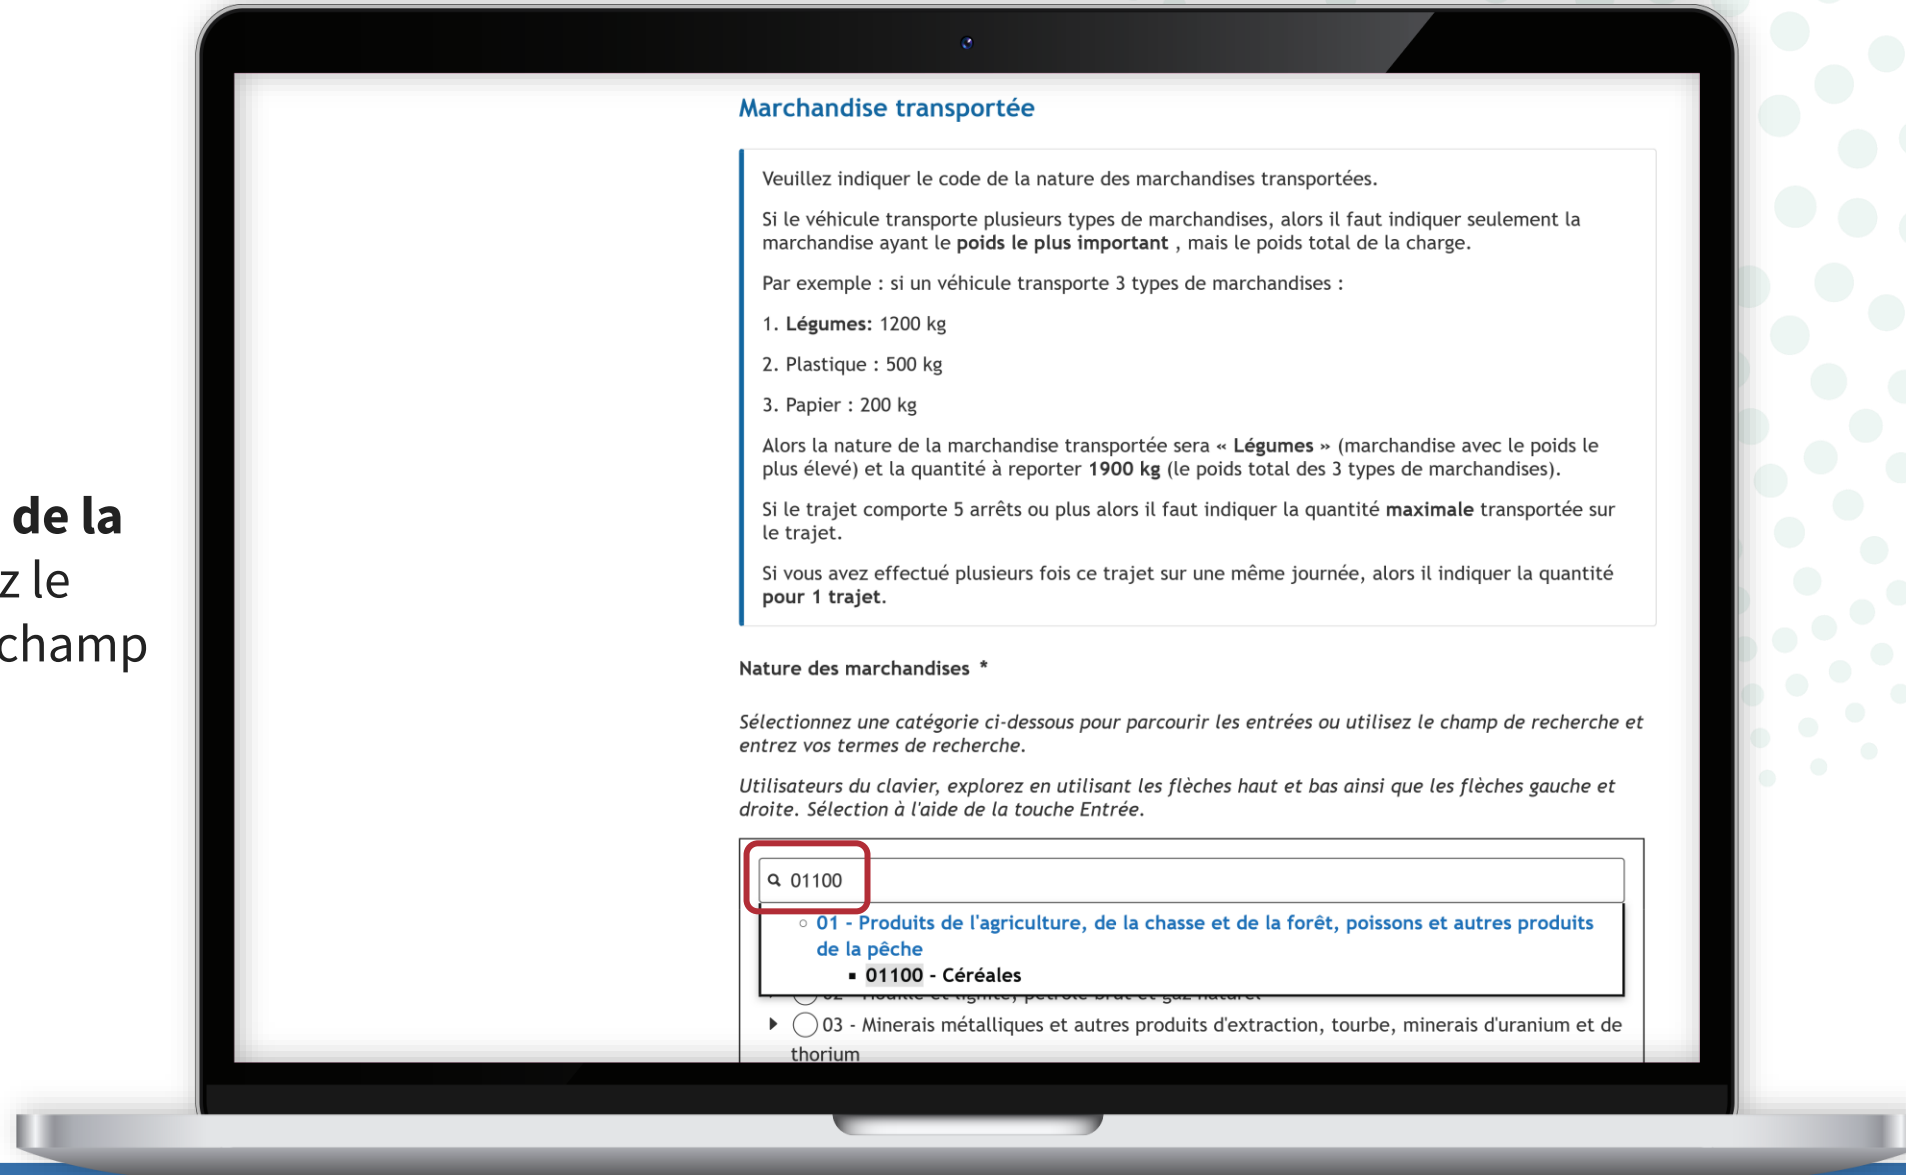 Marchandise transportée
Veuillez indiquer le code de la nature des marchandises transportées.
Si le véhicule transporte plusieurs types de marchandises, alors il faut indiquer seulement la
marchandise ayant le poids le plus important , mais le poids total de la charge.
Par exemple : si un véhicule transporte 3 types de marchandises :
1. Légumes: 1200 kg
2. Plastique : 500 kg
3. Papier : 200 kg
Alors la nature de la marchandise transportée sera « Légumes » (marchandise avec le poids le
plus élevé) et la quantité à reporter 1900 kg (le poids total des 3 types de marchandises).
Si le trajet comporte 5 arrêts ou plus alors il faut indiquer la quantité maximale transportée sur
le trajet.
Si vous avez effectué plusieurs fois ce trajet sur une même journée, alors il indiquer la quantité
pour 1 trajet.
de la
z le
champ
Nature des marchandises *
Sélectionnez une catégorie ci-dessous pour parcourir les entrées ou utilisez le champ de recherche et
entrez vos termes de recherche.
Utilisateurs du clavier, explorez en utilisant les flèches haut et bas ainsi que les flèches gauche et
droite. Sélection à l'aide de la touche Entrée.
01100
01 - Produits de l'agriculture, de la chasse et de la forêt, poissons et autres produits
de la pêche
01100 - Céréales
02 - Houille et lignite, pétrole brut et gaz naturel
03 - Minerais métalliques et autres produits d'extraction, tourbe, minerais d'uranium et de
thorium